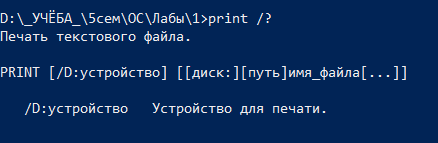 D:\_УЧЁБА_\5сем\ОС\Лабы\1>print /?
Печать текстового файла.
PRINT [/D:устройство] [[диск:][путь]имя_файла[...]]
/D:устройство   Устройство для печати.